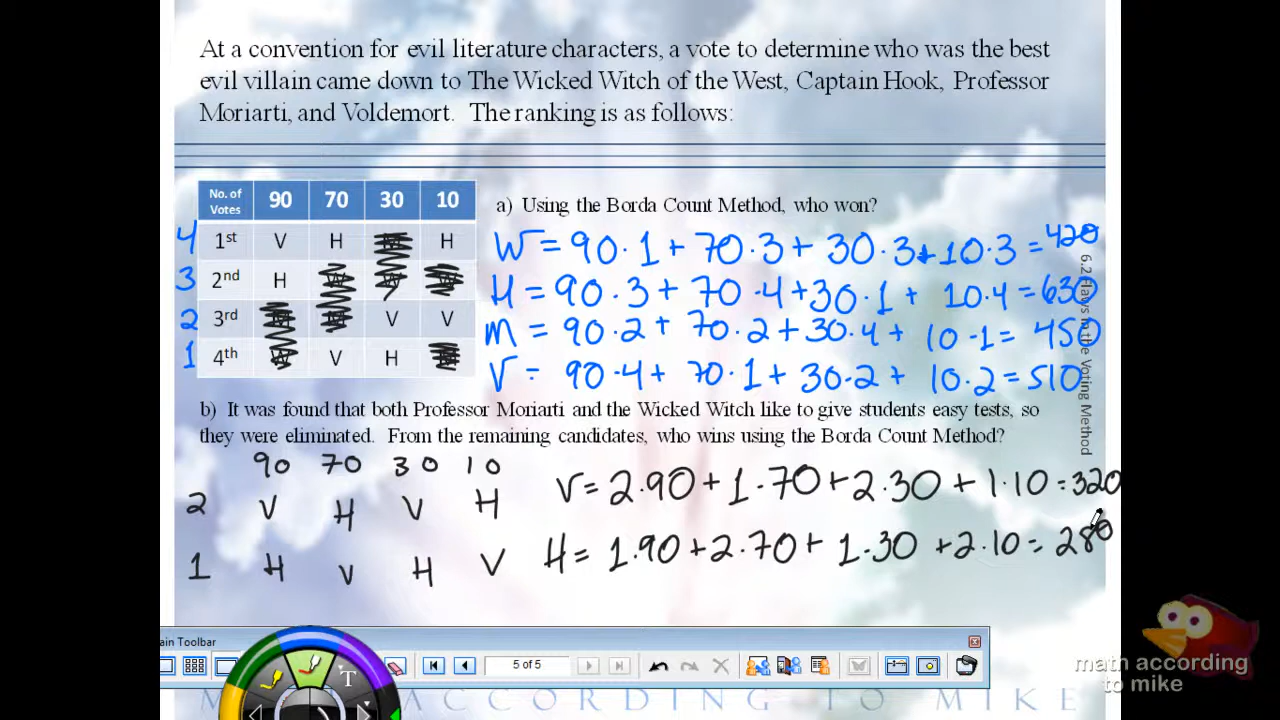 At a convention for evil literature characters, a vote to determine who was the best
evil villain came down to The Wicked Witch of the West, Captain Hook, Professor
Moriarti, and Voldemort. The ranking is as follows:
No. of Votes 90 70 30 10
4 1st V H M H
3 2nd H W W W
2 3rd M M V V
1 4th W V H M
a) Using the Borda Count Method, who won?
W = 90·1 + 70·3 + 30·3 + 10·3 = 420
H = 90·3 + 70·4 + 30·1 + 10·4 = 630
M = 90·2 + 70·2 + 30·4 + 10·1 = 450
V = 90·4 + 70·1 + 30·2 + 10·2 = 510
6.2 Flaws in the Voting Method
b) It was found that both Professor Moriarti and the Wicked Witch like to give students easy tests, so
they were eliminated. From the remaining candidates, who wins using the Borda Count Method?
90 70 30 10
2 V H V H
1 H V H V
V = 2·90 + 1·70 + 2·30 + 1·10 = 320
H = 1·90 + 2·70 + 1·30 + 2·10 = 280
ain Toolbar
5 of 5
T
M ACCORDING TO MIKE
math according
to mike